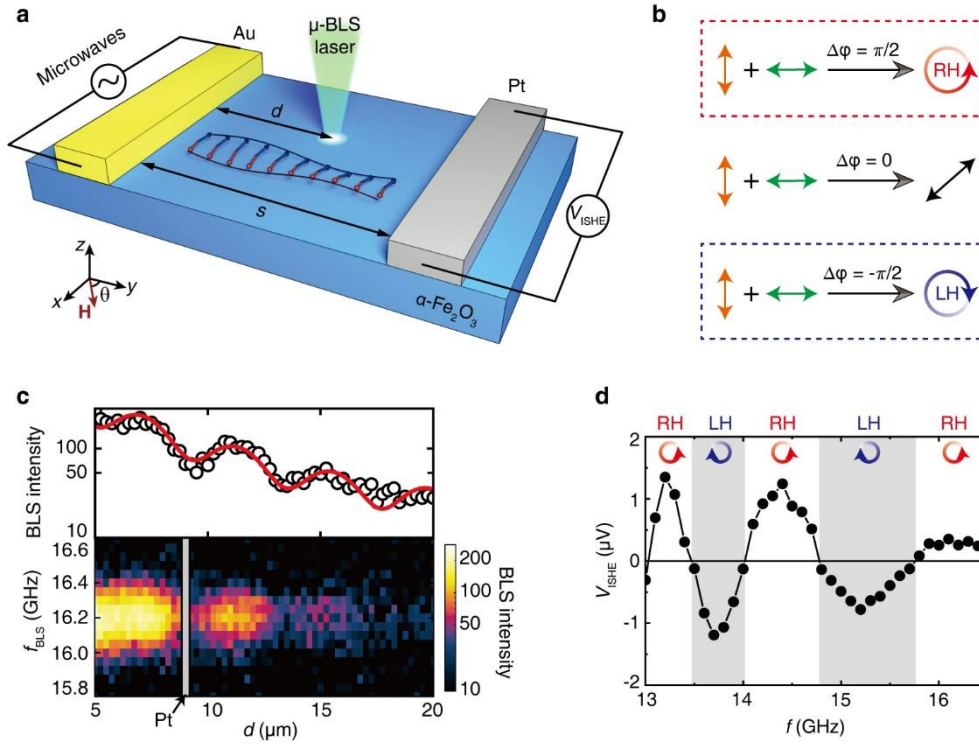 a
Microwaves
Au
μ-BLS
laser
Pt
d
s
V_ISHE
z
x
y
θ
H
α-Fe₂O₃
b
Δφ = π/2
+
RH
Δφ = 0
+
Δφ = -π/2
+
LH
c
BLS intensity
100
50
10
f_BLS (GHz)
16.6
16.4
16.2
16.0
15.8
200
100
50
10
BLS intensity
5 10 15 20
Pt
d (μm)
d
RH LH RH LH RH
V_ISHE (μV)
2
1
0
-1
-2
13 14 15 16
f (GHz)